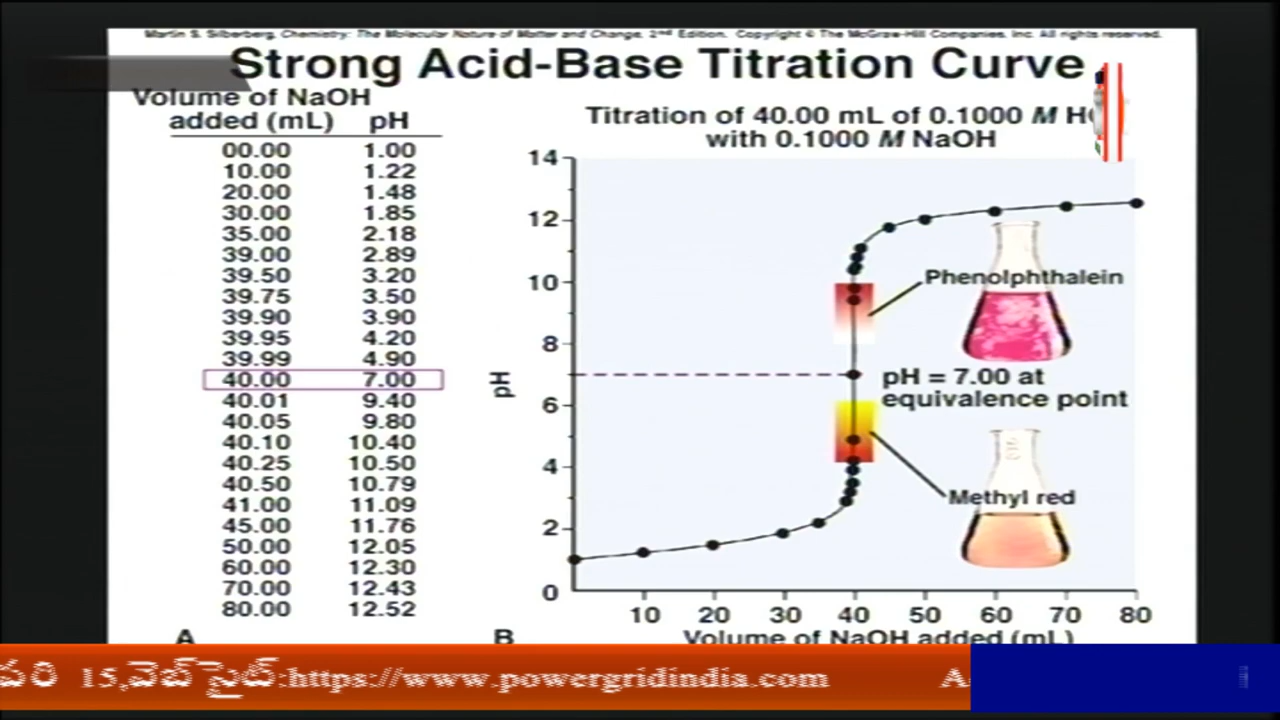 Martin S. Silberberg, Chemistry: The Molecular Nature of Matter and Change, 2nd Edition. Copyright © The McGraw-Hill Companies, Inc. All rights reserved.
Strong Acid-Base Titration Curve
Volume of NaOH
added (mL) pH
00.00 1.00
10.00 1.22
20.00 1.48
30.00 1.85
35.00 2.18
39.00 2.89
39.50 3.20
39.75 3.50
39.90 3.90
39.95 4.20
39.99 4.90
40.00 7.00
40.01 9.40
40.05 9.80
40.10 10.40
40.25 10.50
40.50 10.79
41.00 11.09
45.00 11.76
50.00 12.05
60.00 12.30
70.00 12.43
80.00 12.52
A
Titration of 40.00 mL of 0.1000 M
with 0.1000 M NaOH
14
12
10
8
6
4
2
0
pH
Phenolphthalein
pH = 7.00 at
equivalence point
Methyl red
10 20 30 40 50 60 70 80
B Volume of NaOH added (mL)
15,వెబ్ సైట్:https://www.powergridindia.com